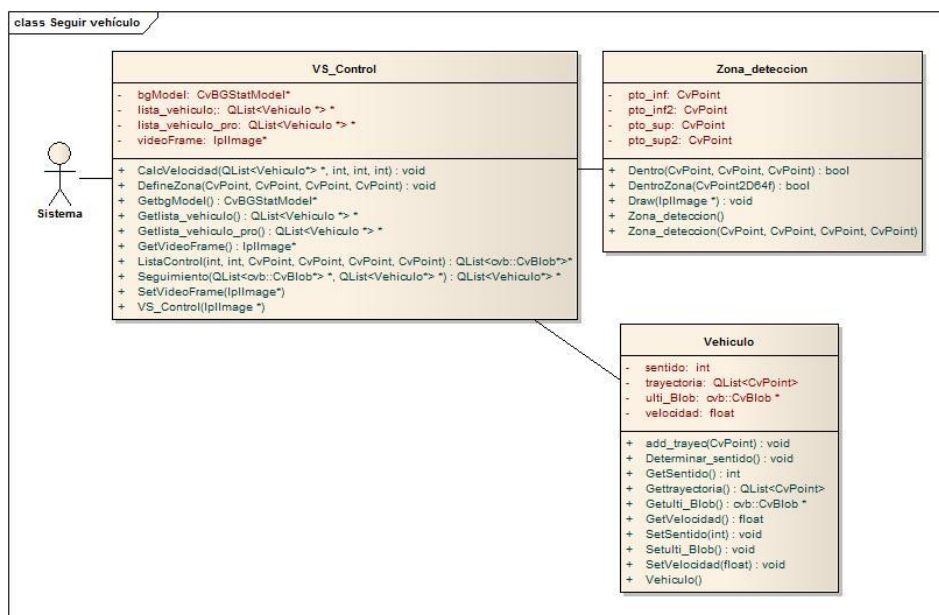 class Seguir vehículo
Sistema
VS_Control
- bgModel: CvBGStatModel*
- lista_vehiculo;: QList<Vehiculo *> *
- lista_vehiculo_pro: QList<Vehiculo *> *
- videoFrame: IplImage*
+ CalcVelocidad(QList<Vehiculo*> *, int, int, int) : void
+ DefineZona(CvPoint, CvPoint, CvPoint, CvPoint) : void
+ GetbgModel() : CvBGStatModel*
+ Getlista_vehiculo() : QList<Vehiculo *> *
+ Getlista_vehiculo_pro() : QList<Vehiculo *> *
+ GetVideoFrame() : IplImage*
+ ListaControl(int, int, CvPoint, CvPoint, CvPoint, CvPoint) : QList<cvb::CvBlob*>*
+ Seguimiento(QList<cvb::CvBlob*> *, QList<Vehiculo*> *) : QList<Vehiculo*> *
+ SetVideoFrame(IplImage*)
+ VS_Control(IplImage *)
Zona_deteccion
- pto_inf: CvPoint
- pto_inf2: CvPoint
- pto_sup: CvPoint
- pto_sup2: CvPoint
+ Dentro(CvPoint, CvPoint, CvPoint) : bool
+ DentroZona(CvPoint2D64f) : bool
+ Draw(IplImage *) : void
+ Zona_deteccion()
+ Zona_deteccion(CvPoint, CvPoint, CvPoint, CvPoint)
Vehiculo
- sentido: int
- trayectoria: QList<CvPoint>
- ulti_Blob: cvb::CvBlob *
- velocidad: float
+ add_trayec(CvPoint) : void
+ Determinar_sentido() : void
+ GetSentido() : int
+ Gettrayectoria() : QList<CvPoint>
+ Getulti_Blob() : cvb::CvBlob *
+ GetVelocidad() : float
+ SetSentido(int) : void
+ Setulti_Blob() : void
+ SetVelocidad(float) : void
+ Vehiculo()